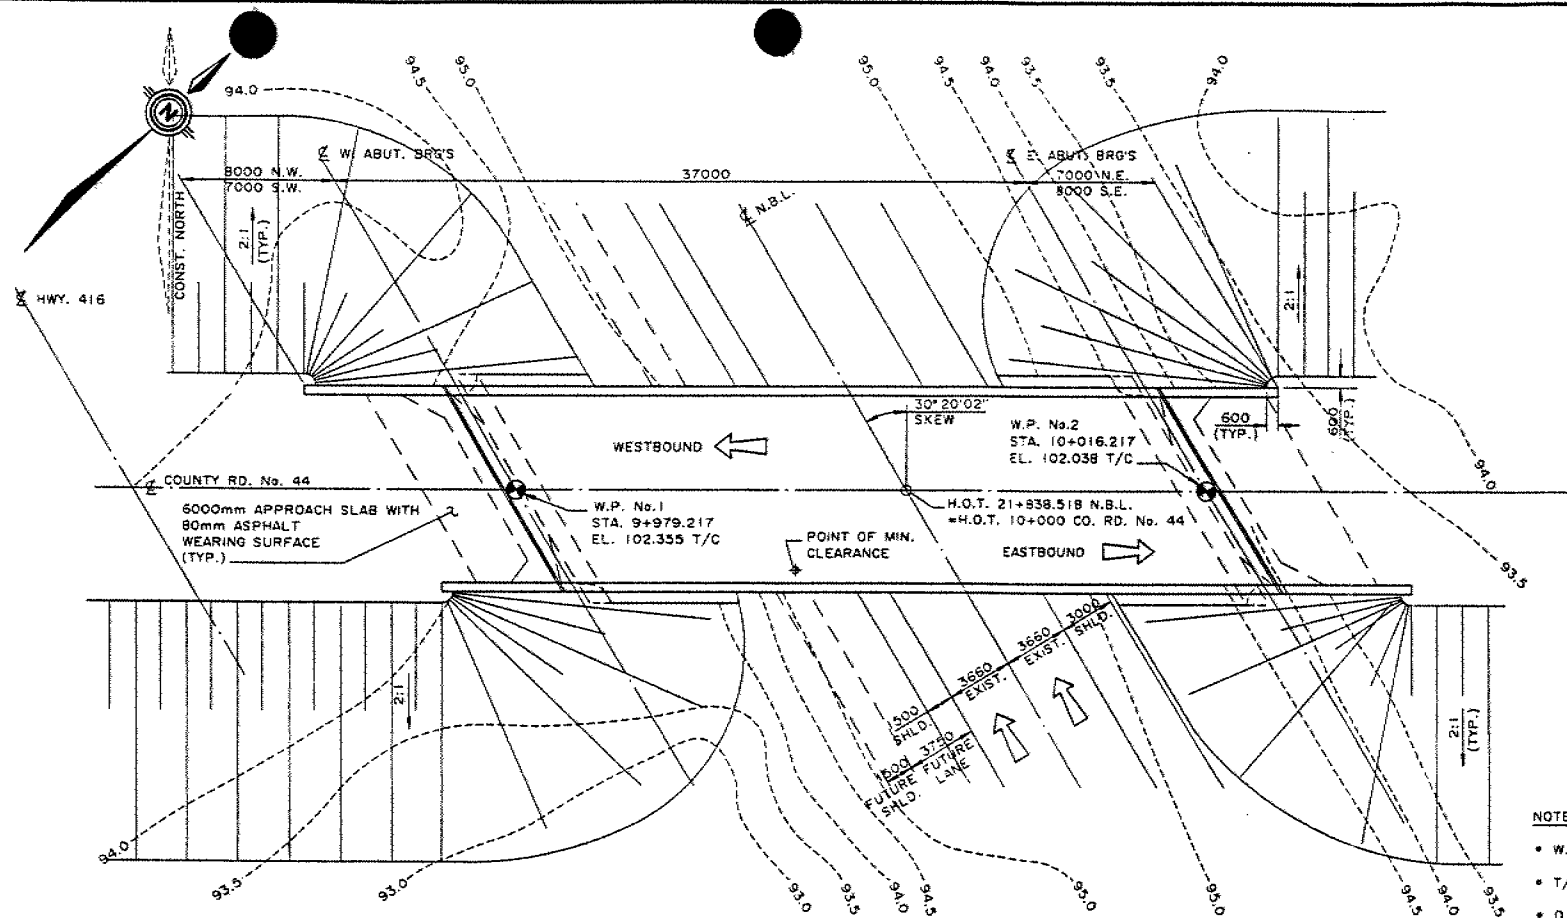 94.0
94.5
95.0
95.0
94.5
94.0
93.5
93.5
94.0
N
℄ W. ABUT. BRG'S
℄ E. ABUT. BRG'S
8000 N.W.
7000 S.W.
37000
7000 N.E.
8000 S.E.
℄ N.B.L.
CONST. NORTH
2:1
(TYP.)
2:1
℄ HWY. 416
30°20'02"
SKEW
600
(TYP.)
600
(TYP.)
WESTBOUND
W.P. No.2
STA. 10+016.217
EL. 102.038 T/C
℄ COUNTY RD. No. 44
94.0
6000mm APPROACH SLAB WITH
80mm ASPHALT
WEARING SURFACE
(TYP.)
W.P. No.1
STA. 9+979.217
EL. 102.355 T/C
H.O.T. 21+838.518 N.B.L.
=H.O.T. 10+000 CO. RD. No. 44
POINT OF MIN.
CLEARANCE
EASTBOUND
93.5
3000
SHLD.
3660
EXIST.
3660
EXIST.
500
SHLD.
3750
FUTURE
LANE
500
FUTURE
SHLD.
2:1
2:1
(TYP.)
94.0
93.5
93.0
93.0
93.5
94.0
94.5
95.0
95.0
94.5
94.0
93.5
NOTE
• W.
• T/